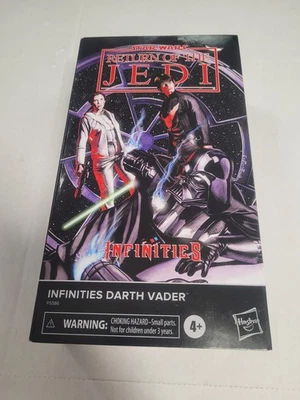 STAR WARS
RETURN OF THE
JEDI
INFINITIES
INFINITIES DARTH VADER
WARNING: CHOKING HAZARD–Small parts.
Not for children under 3 years.
4+
Hasbro